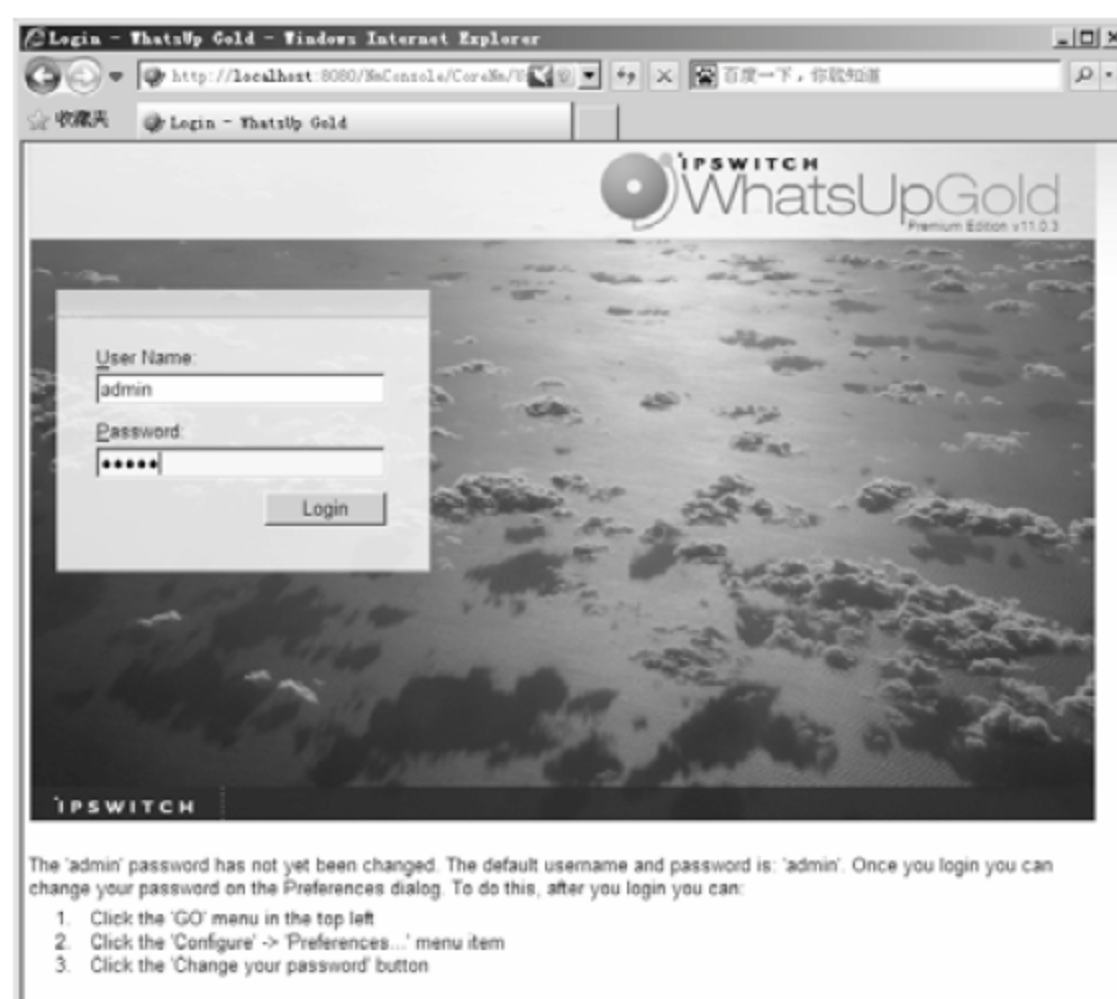 Login - WhatsUp Gold - Windows Internet Explorer
http://localhost:8080/NmConsole/CoreNm/
百度一下，你就知道
收藏夹
Login - WhatsUp Gold
IPSWITCH
WhatsUpGold
Premium Edition v11.0.3
User Name:
admin
Password:
•••••
Login
IPSWITCH
The 'admin' password has not yet been changed. The default username and password is: 'admin'. Once you login you can
change your password on the Preferences dialog. To do this, after you login you can:
1. Click the 'GO' menu in the top left
2. Click the 'Configure' -> 'Preferences...' menu item
3. Click the 'Change your password' button